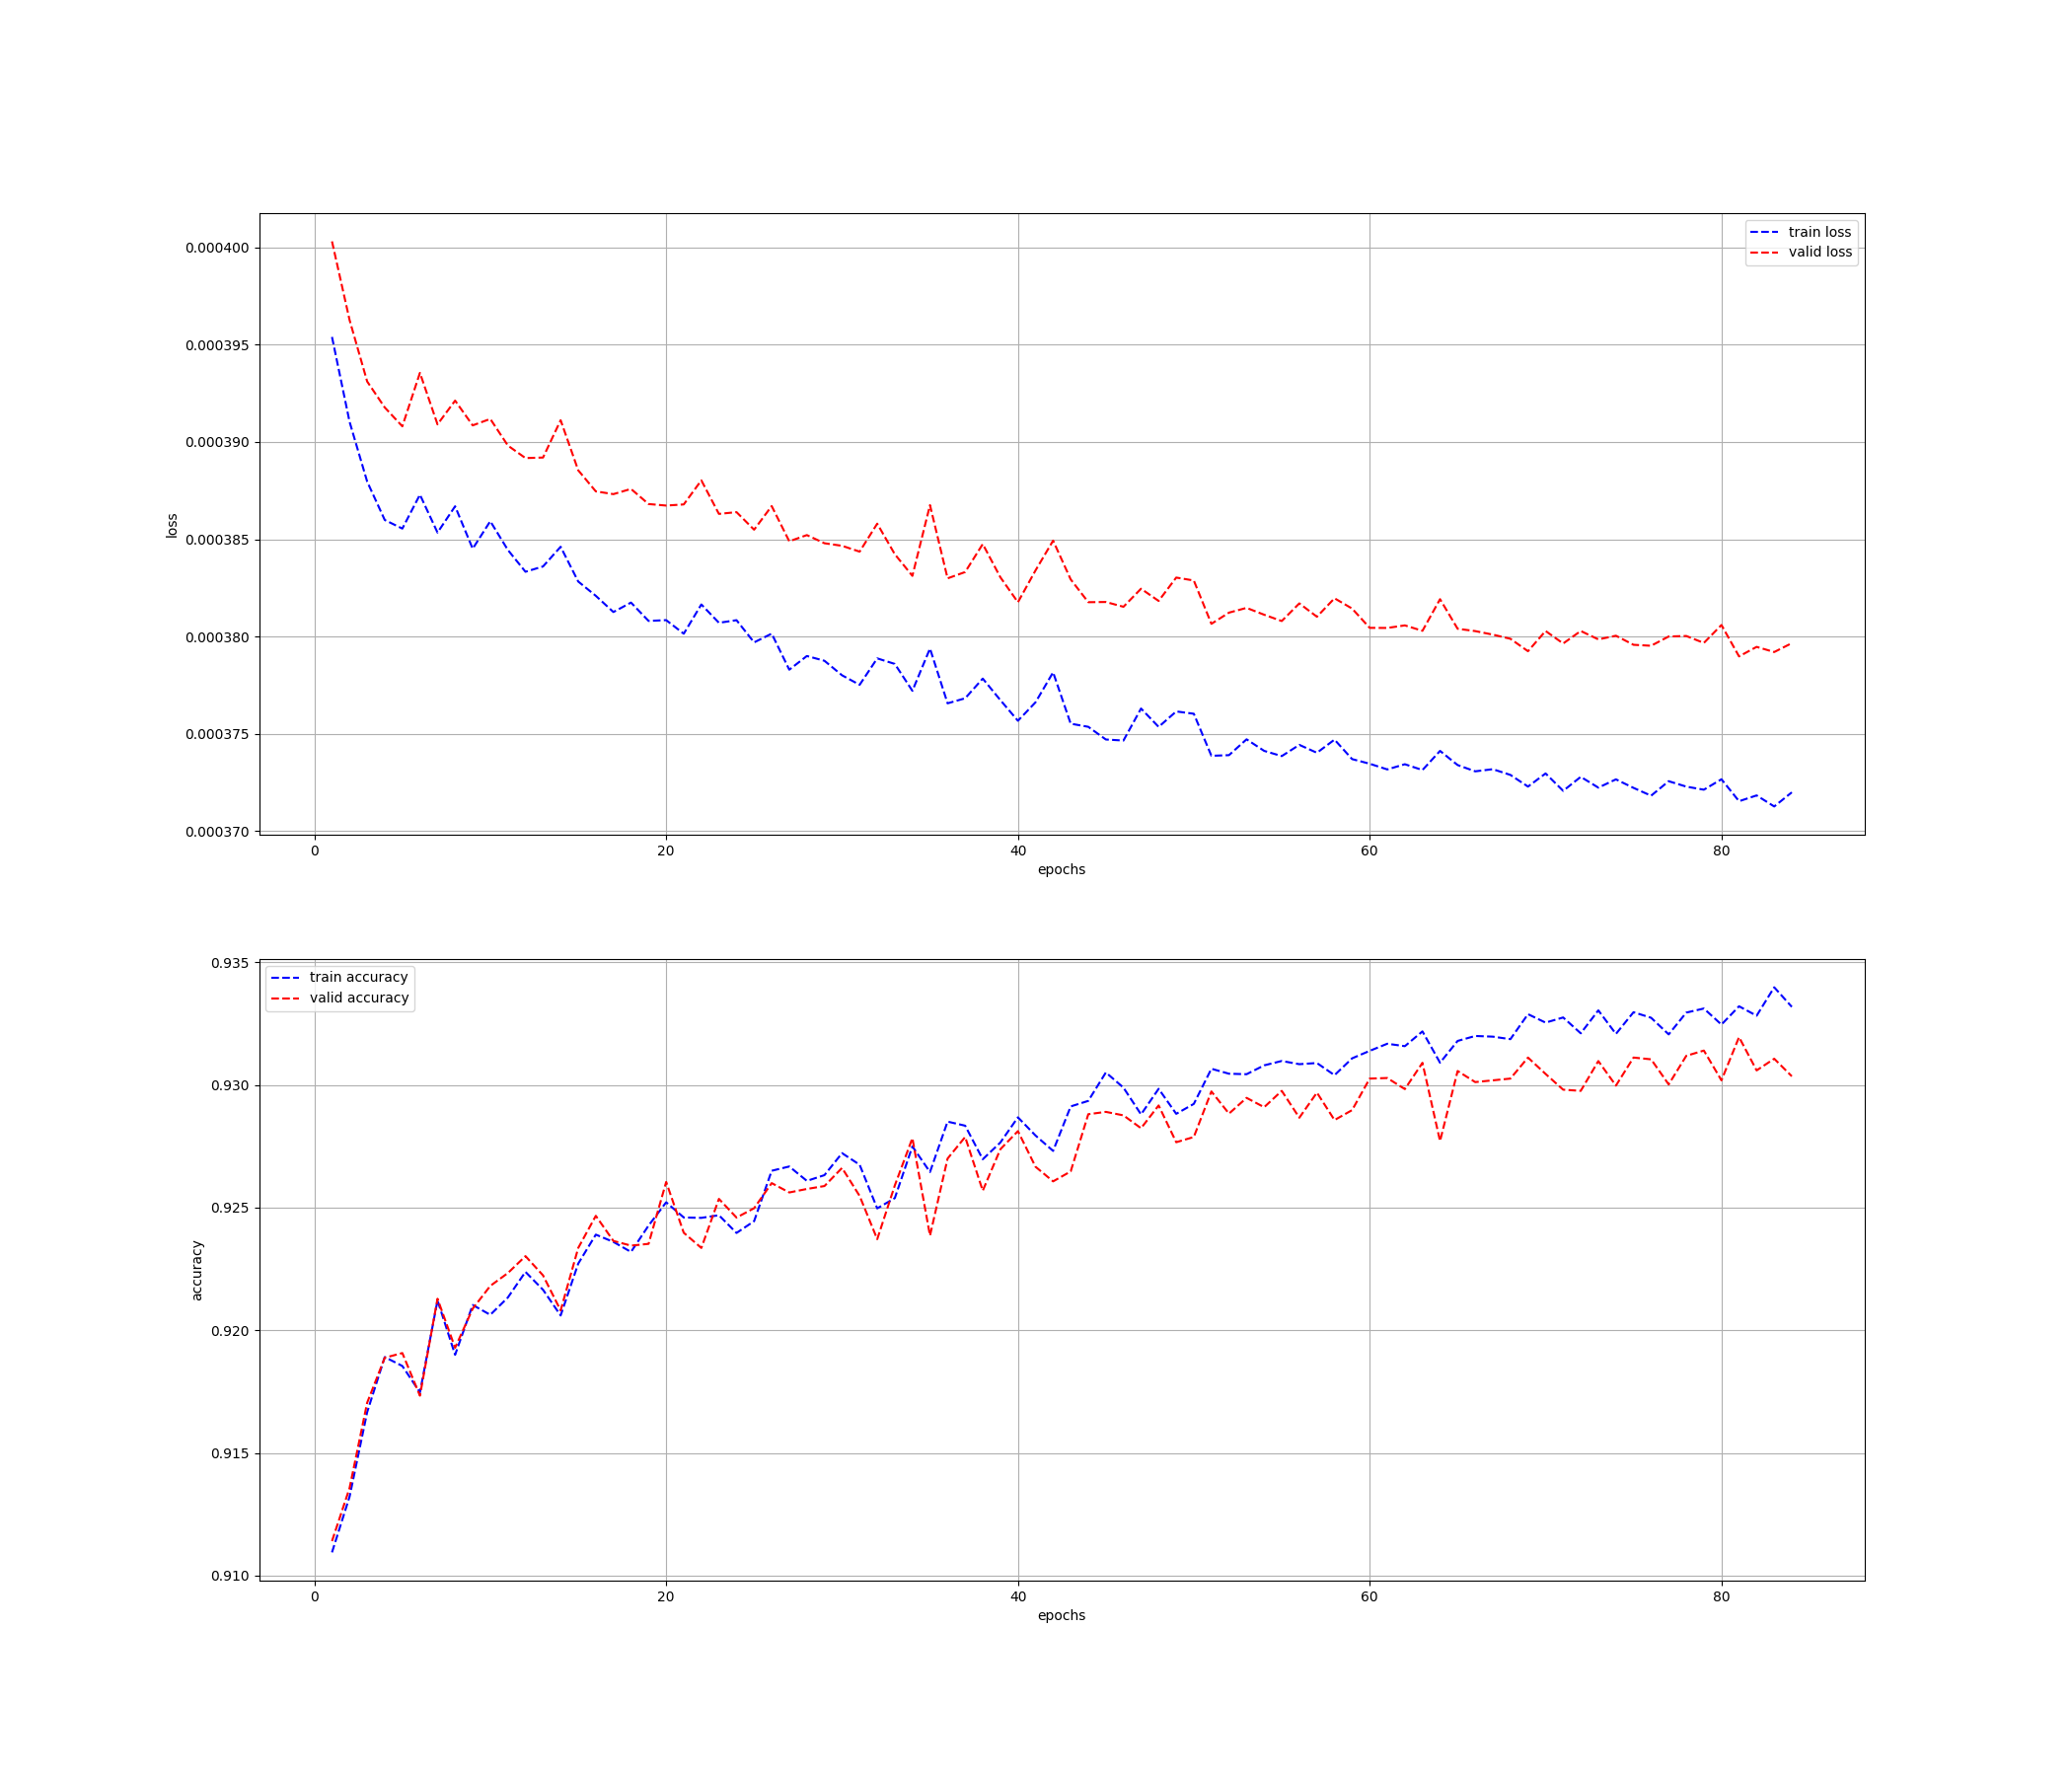 0.000400
0.000395
0.000390
0.000385
0.000380
0.000375
0.000370
loss
train loss
valid loss
0 20 40 60 80
epochs
0.935
0.930
0.925
0.920
0.915
0.910
accuracy
train accuracy
valid accuracy
0 20 40 60 80
epochs